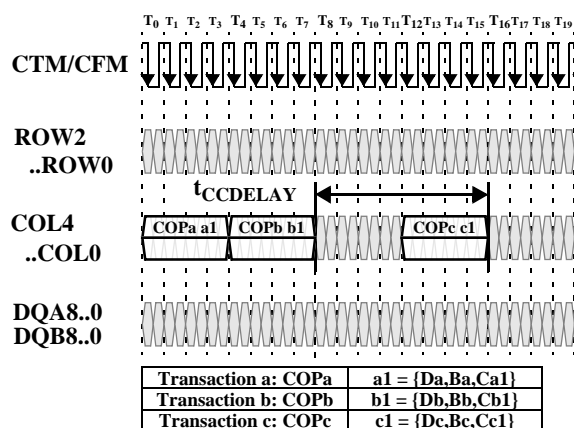 T0 T1 T2 T3 T4 T5 T6 T7 T8 T9 T10 T11 T12 T13 T14 T15 T16 T17 T18 T19
CTM/CFM
ROW2
..ROW0
tCCDELAY
COL4
..COL0
COPa a1 COPb b1 COPc c1
DQA8..0
DQB8..0
Transaction a: COPa a1 = {Da,Ba,Ca1}
Transaction b: COPb b1 = {Db,Bb,Cb1}
Transaction c: COPc c1 = {Dc,Bc,Cc1}